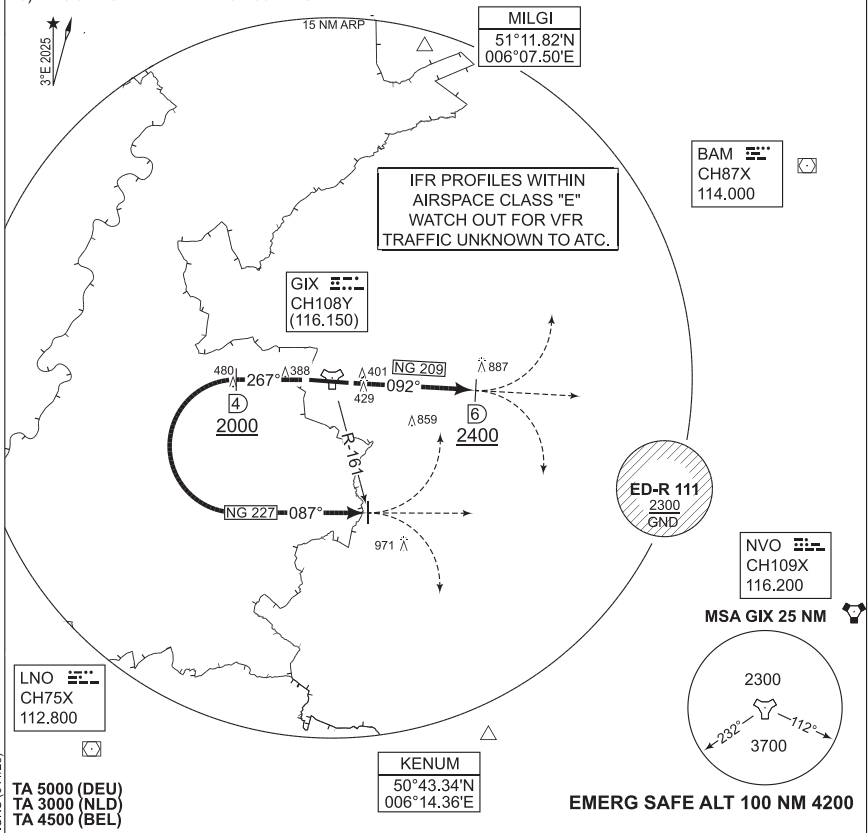 15 NM ARP
3°E 2025
MILGI
51°11.82'N
006°07.50'E
BAM
CH87X
114.000
IFR PROFILES WITHIN
AIRSPACE CLASS "E"
WATCH OUT FOR VFR
TRAFFIC UNKNOWN TO ATC.
GIX
CH108Y
(116.150)
480
267°
388
401
429
NG 209
092°
887
4
2000
6
2400
859
R-161
NG 227
087°
971
ED-R 111
2300
GND
NVO
CH109X
116.200
MSA GIX 25 NM
2300
232°
112°
3700
LNO
CH75X
112.800
KENUM
50°43.34'N
006°14.36'E
TA 5000 (DEU)
TA 3000 (NLD)
TA 4500 (BEL)
EMERG SAFE ALT 100 NM 4200